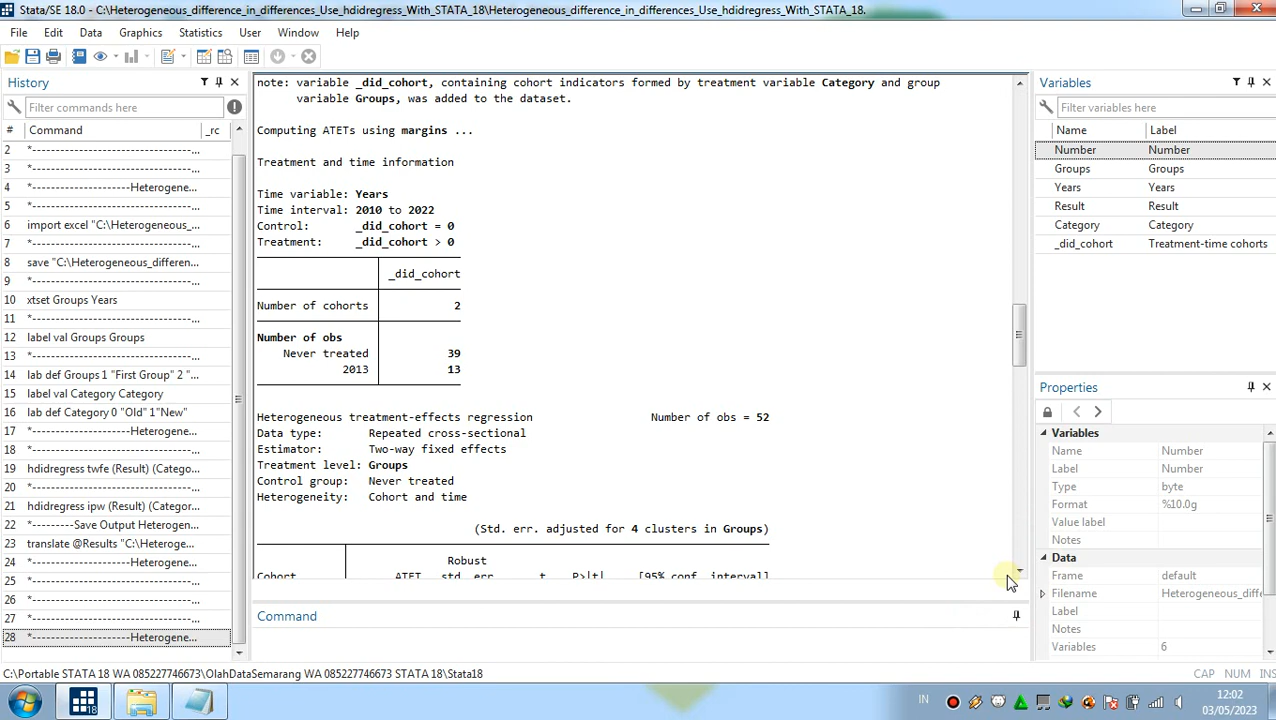 Stata/SE 18.0 - C:\Heterogeneous_difference_in_differences_Use_hdidregress_With_STATA_18\Heterogeneous_difference_in_differences_Use_hdidregress_With_STATA_18.
File Edit Data Graphics Statistics User Window Help
History
Filter commands here
# Command _rc
2 *----------------------------------...
3 *----------------------------------...
4 *--------------------Heterogene...
6 import excel "C:\Heterogeneous_...
7 *----------------------------------...
8 save "C:\Heterogeneous_differen...
9 *----------------------------------...
10 xtset Groups Years
11 *----------------------------------...
12 label val Groups Groups
13 *----------------------------------...
14 lab def Groups 1 "First Group" 2 "...
15 label val Category Category
16 lab def Category 0 "Old" 1"New"
17 *--------------------Heterogene...
18 *----------------------------------...
19 hdidregress twfe (Result) (Catego...
21 hdidregress ipw (Result) (Categor...
22 *---------Save Output Heterogen...
23 translate @Results "C:\Heteroge...
24 *--------------------Heterogene...
25 *----------------------------------...
26 *----------------------------------...
27 *----------------------------------...
28 *--------------------Heterogene...
note: variable _did_cohort, containing cohort indicators formed by treatment variable Category and group
variable Groups, was added to the dataset.
Computing ATETs using margins ...
Treatment and time information
Time variable: Years
Time interval: 2010 to 2022
Control: _did_cohort = 0
Treatment: _did_cohort > 0
_did_cohort
Number of cohorts 2
Number of obs
Never treated 39
2013 13
Heterogeneous treatment-effects regression Number of obs = 52
Data type: Repeated cross-sectional
Estimator: Two-way fixed effects
Treatment level: Groups
Control group: Never treated
Heterogeneity: Cohort and time
(Std. err. adjusted for 4 clusters in Groups)
Robust
Cohort ATET std. err. t P>|t| [95% conf. interval]
Command
Variables
Filter variables here
Name Label
Number Number
Groups Groups
Years Years
Result Result
Category Category
_did_cohort Treatment-time cohorts
Properties
Variables
Name Number
Label Number
Type byte
Format %10.0g
Value label
Notes
Data
Frame default
Filename Heterogeneous_diffe
Label
Notes
Variables 6
C:\Portable STATA 18 WA 085227746673\OlahDataSemarang WA 085227746673 STATA 18\Stata18
CAP NUM INS
18
IN
12:02
03/05/2023